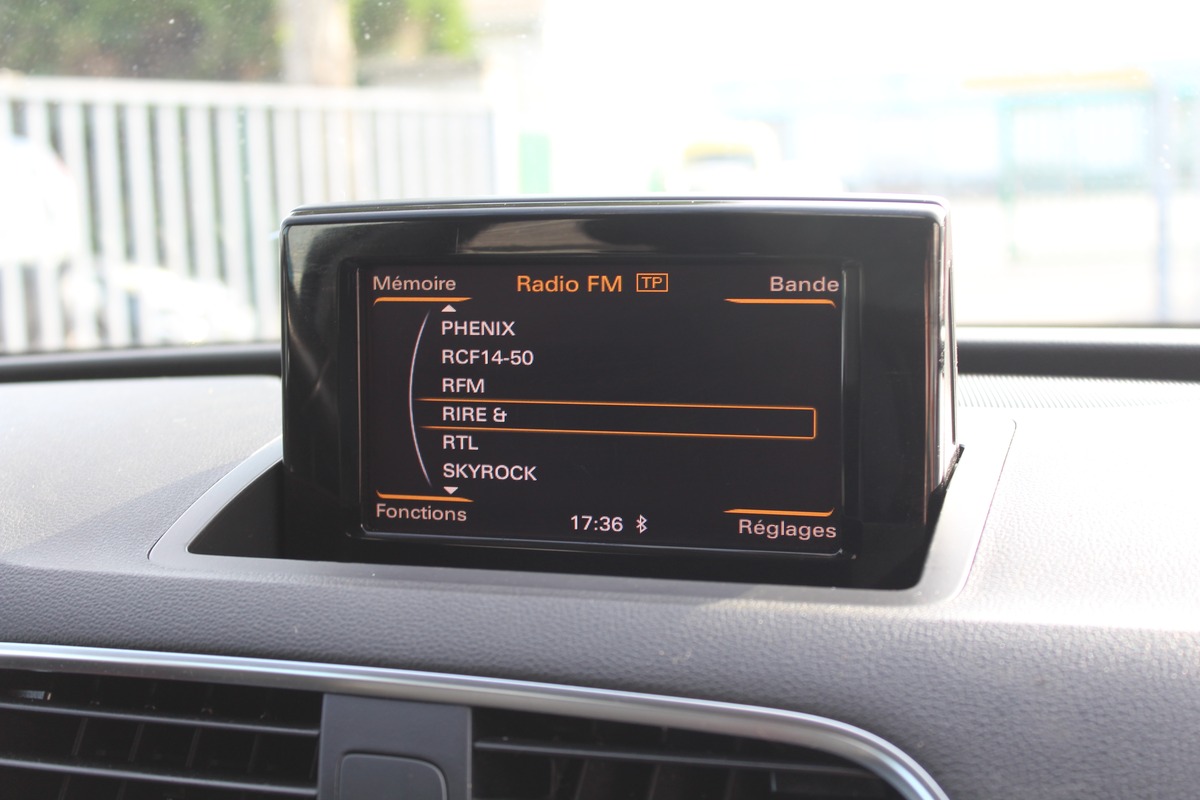 Mémoire Radio FM TP Bande
PHENIX
RCF14-50
RFM
RIRE &
RTL
SKYROCK
Fonctions 17:36 Réglages